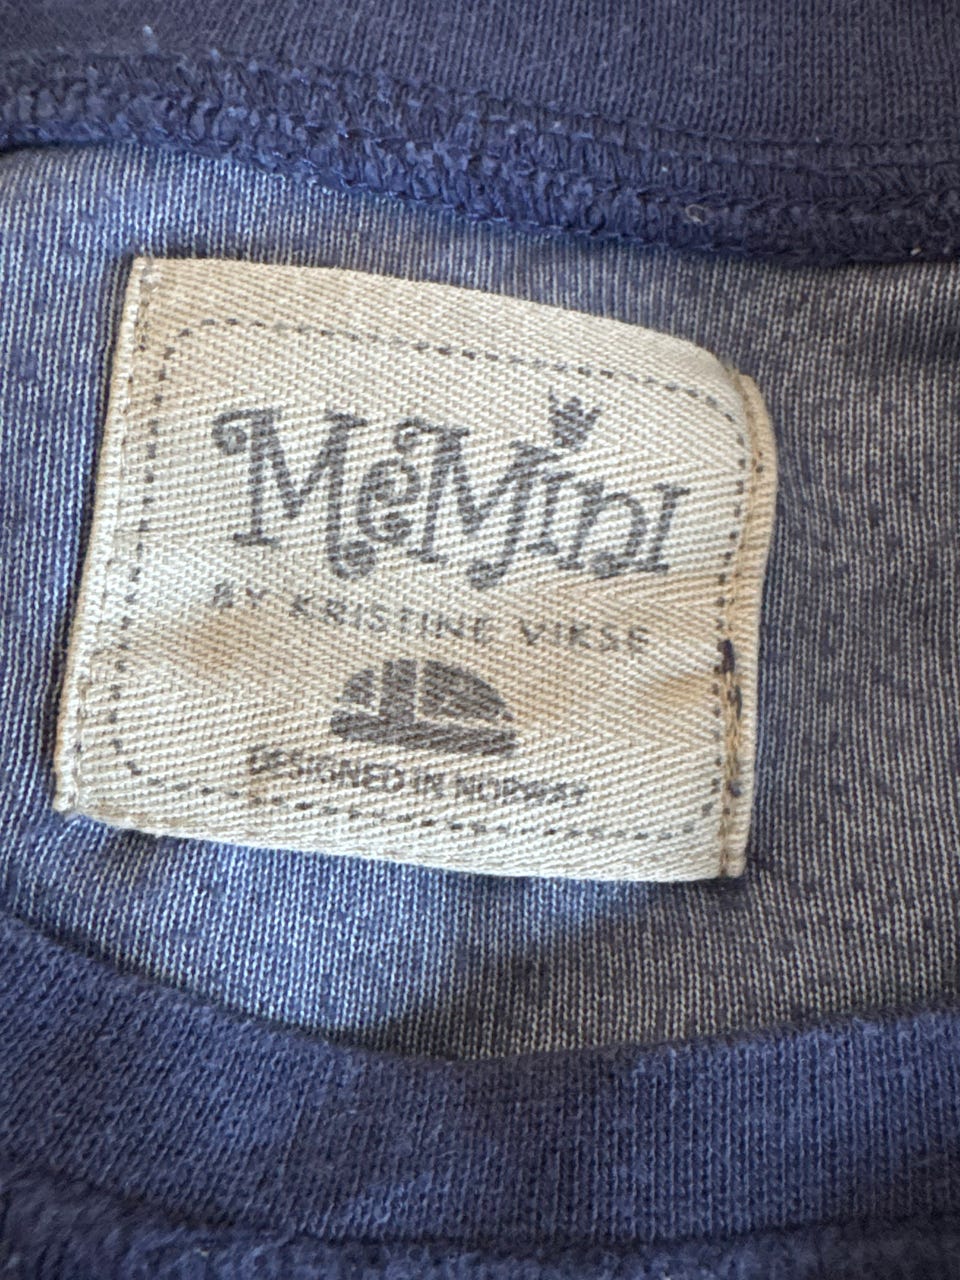 MeMini
BY KRISTINE VIKSE
DESIGNED IN NORWAY